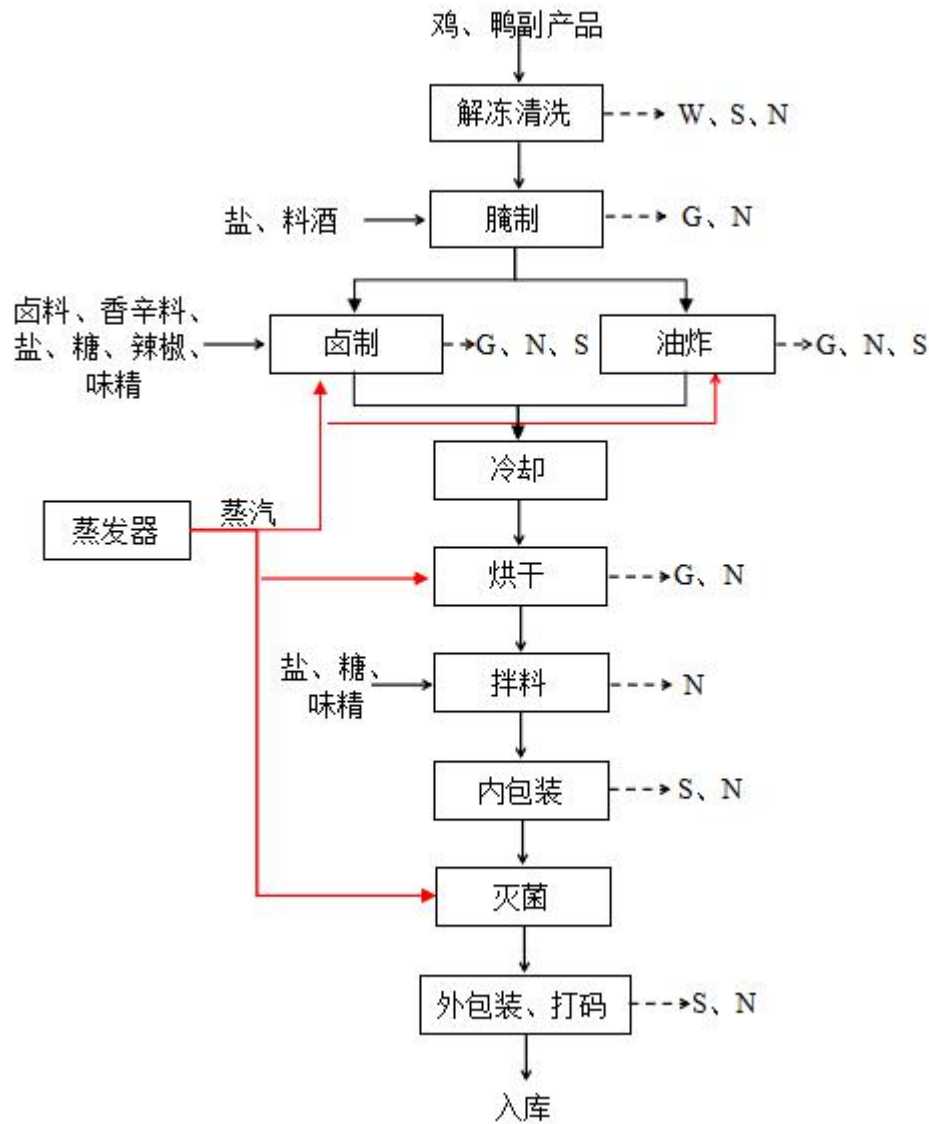 鸡、鸭副产品
解冻清洗
W、S、N
盐、料酒
腌制
G、N
卤料、香辛料、
盐、糖、辣椒、
味精
卤制
G、N、S
油炸
G、N、S
冷却
蒸发器
蒸汽
烘干
G、N
盐、糖、
味精
拌料
N
内包装
S、N
灭菌
外包装、打码
S、N
入库